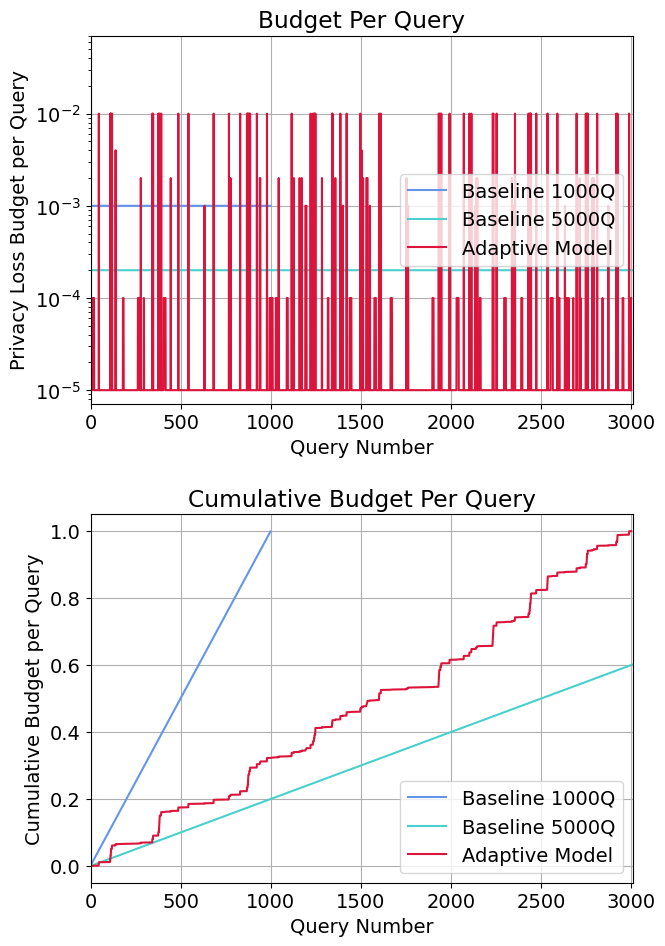 Budget Per Query
Privacy Loss Budget per Query
10⁻²
10⁻³
10⁻⁴
10⁻⁵
Baseline 1000Q
Baseline 5000Q
Adaptive Model
0 500 1000 1500 2000 2500 3000
Query Number
Cumulative Budget Per Query
Cumulative Budget per Query
1.0
0.8
0.6
0.4
0.2
0.0
Baseline 1000Q
Baseline 5000Q
Adaptive Model
0 500 1000 1500 2000 2500 3000
Query Number